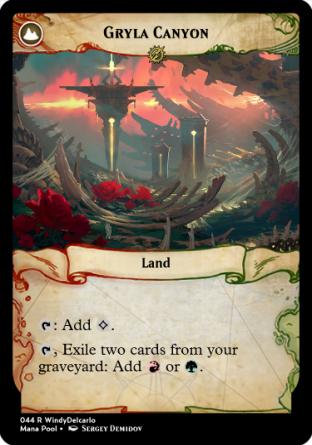 Gryla Canyon
Land
: Add .
, Exile two cards from your
graveyard: Add or .
044 R WindyDelcarlo
Mana Pool • Sergey Demidov